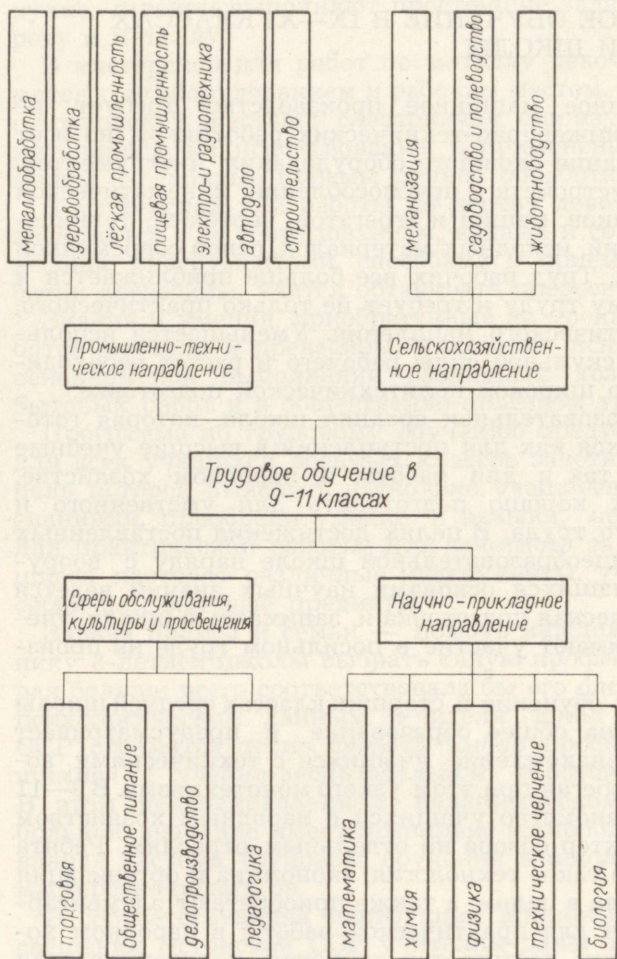 металлообработка
деревообработка
лёгкая промышленность
пищевая промышленность
электро-и радиотехника
автодело
строительство
механизация
садоводство и полеводство
животноводство
Промышленно-техни-
ческое направление
Сельскохозяйствен-
ное направление
Трудовое обучение в
9-11 классах
Сферы обслуживания,
культуры и просвещения
Научно-прикладное
направление
торговля
общественное питание
делопроизводство
педагогика
математика
химия
физика
техническое черчение
биология